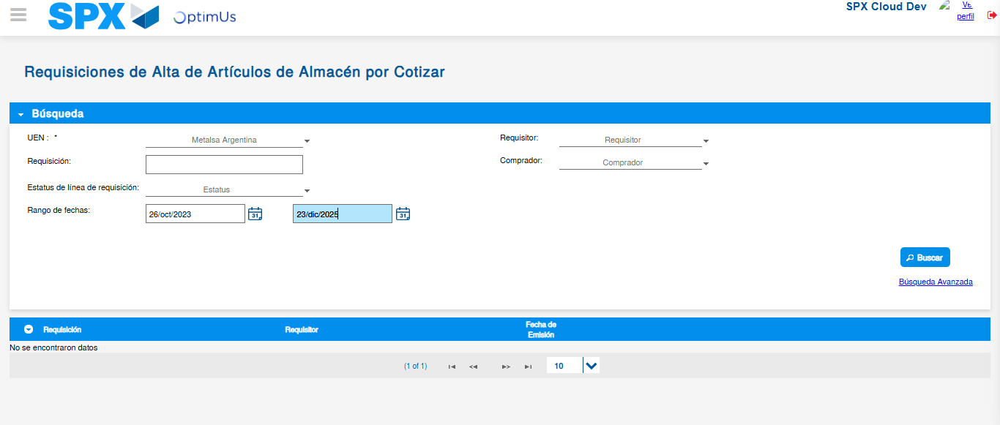 SPX OptimUs
SPX Cloud Dev
Ve
perfil
Requisiciones de Alta de Artículos de Almacén por Cotizar
Búsqueda
UEN : * Metalsa Argentina
Requisitor: Requisitor
Requisición:
Comprador: Comprador
Estatus de línea de requisición: Estatus
Rango de fechas: 26/oct/2023 31 23/dic/2025 31
Buscar
Búsqueda Avanzada
Requisición Requisitor Fecha de
Emisión
No se encontraron datos
(1 of 1) 10